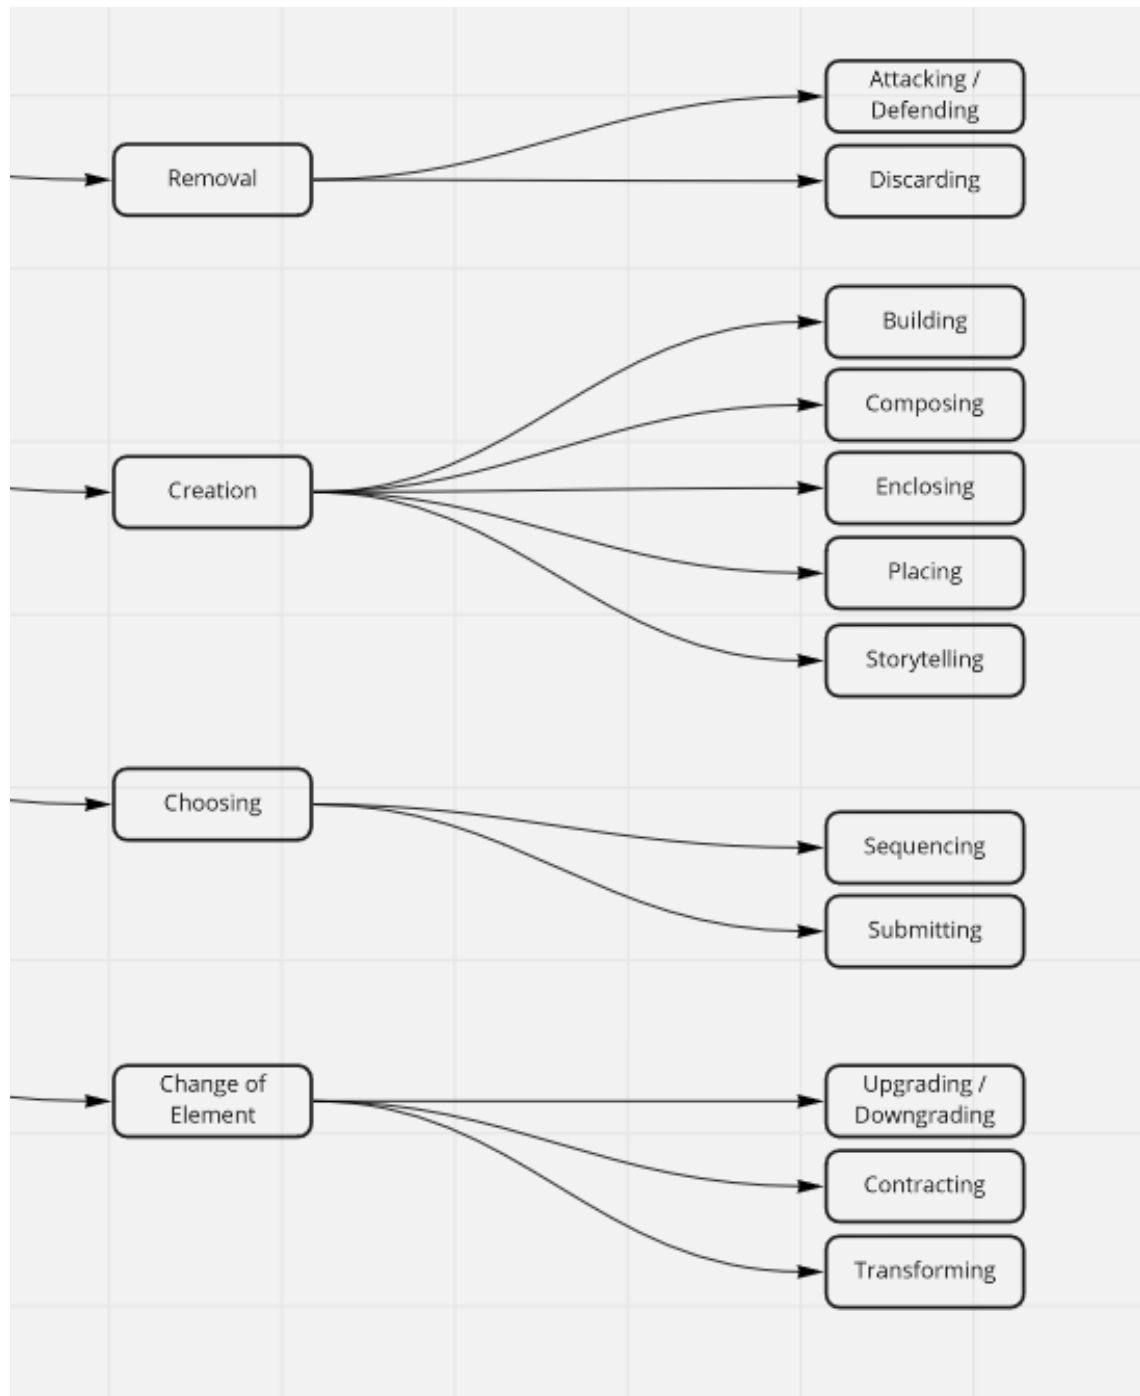 Removal
Attacking /
Defending
Discarding
Creation
Building
Composing
Enclosing
Placing
Storytelling
Choosing
Sequencing
Submitting
Change of
Element
Upgrading /
Downgrading
Contracting
Transforming